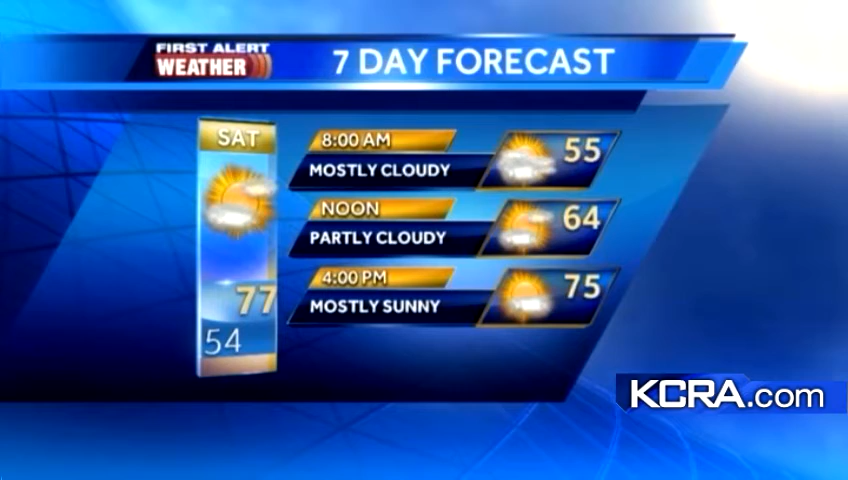 FIRST ALERT
WEATHER
7 DAY FORECAST
SAT
77
54
8:00 AM
MOSTLY CLOUDY
55
NOON
PARTLY CLOUDY
64
4:00 PM
MOSTLY SUNNY
75
KCRA.com